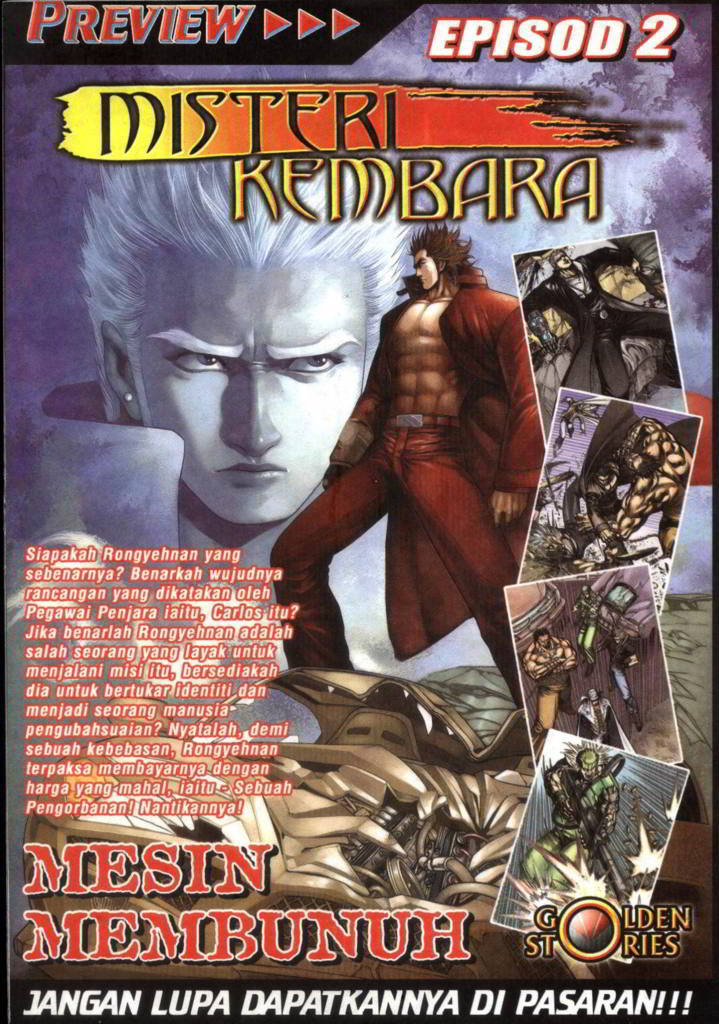 PREVIEW
EPISOD 2
MISTERI
KEMBARA
Siapakah Rongyehnan yang
sebenarnya? Benarkah wujudnya
rancangan yang dikatakan oleh
Pegawai Penjara iaitu, Carlos itu?
Jika benarlah Rongyehnan adalah
salah seorang yang layak untuk
menjalani misi itu, bersediakah
dia untuk bertukar identiti dan
menjadi seorang manusia
pengubahsuaian? Nyatalah, demi
sebuah kebebasan, Rongyehnan
terpaksa membayarnya dengan
harga yang mahal, iaitu - Sebuah
Pengorbanan! Nantikannya!
MESIN
MEMBUNUH
GOLDEN
STORIES
JANGAN LUPA DAPATKANNYA DI PASARAN!!!